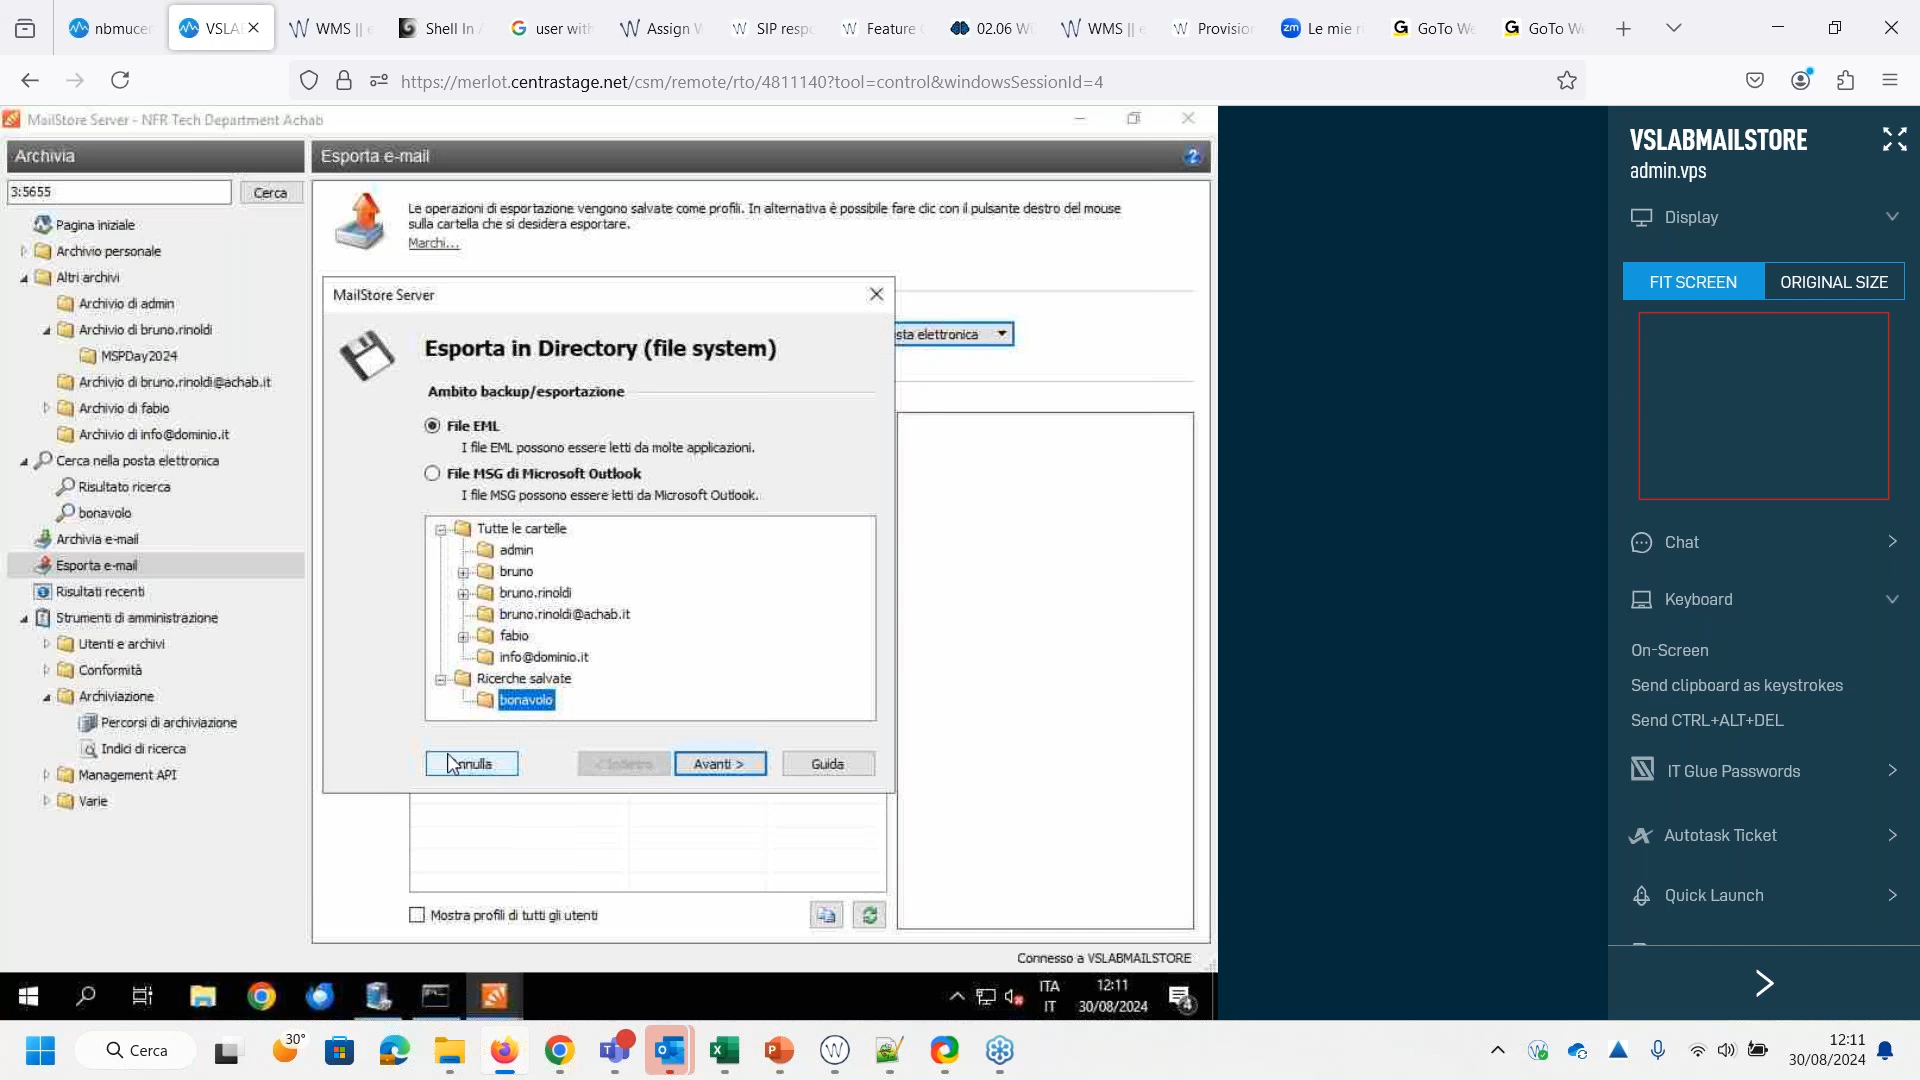 nbmuce
VSLA
WMS || e
Shell In A
user with
Assign W
SIP resp
Feature C
02.06 Wi
WMS || e
Provision
Le mie r
GoTo We
GoTo We
https://merlot.centrastage.net/csm/remote/rto/4811140?tool=control&windowsSessionId=4
MailStore Server - NFR Tech Department Achab
Archivia
3:5655
Cerca
Pagina iniziale
Archivio personale
Altri archivi
Archivio di admin
Archivio di bruno.rinoldi
MSPDay2024
Archivio di bruno.rinoldi@achab.it
Archivio di fabio
Archivio di info@dominio.it
Cerca nella posta elettronica
Risultato ricerca
bonavolo
Archivia e-mail
Esporta e-mail
Risultati recenti
Strumenti di amministrazione
Utenti e archivi
Conformità
Archiviazione
Percorsi di archiviazione
Indici di ricerca
Management API
Varie
Esporta e-mail
Le operazioni di esportazione vengono salvate come profili. In alternativa è possibile fare clic con il pulsante destro del mouse
sulla cartella che si desidera esportare.
Marchi...
sta elettronica
MailStore Server
Esporta in Directory (file system)
Ambito backup/esportazione
File EML
I file EML possono essere letti da molte applicazioni.
File MSG di Microsoft Outlook
I file MSG possono essere letti da Microsoft Outlook.
Tutte le cartelle
admin
bruno
bruno.rinoldi
bruno.rinoldi@achab.it
fabio
info@dominio.it
Ricerche salvate
bonavolo
nnulla
< Indietro
Avanti >
Guida
Mostra profili di tutti gli utenti
Connesso a VSLABMAILSTORE
ITA
IT
12:11
30/08/2024
4
VSLABMAILSTORE
admin.vps
Display
FIT SCREEN
ORIGINAL SIZE
Chat
Keyboard
On-Screen
Send clipboard as keystrokes
Send CTRL+ALT+DEL
IT Glue Passwords
Autotask Ticket
Quick Launch
Cerca
30°
12:11
30/08/2024